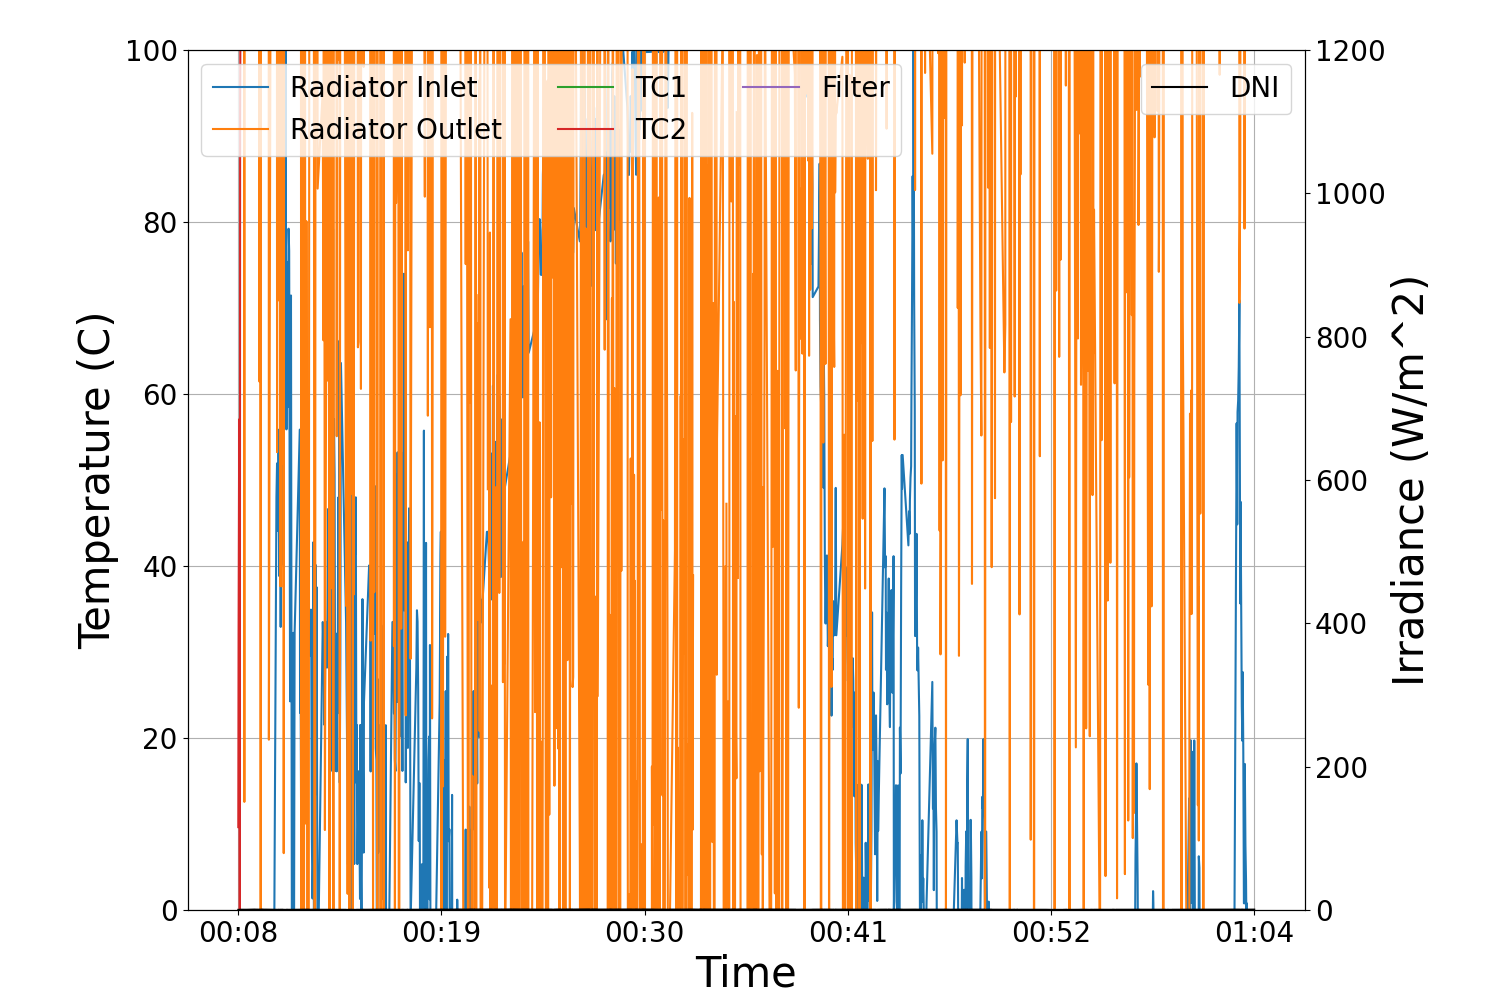 Radiator Inlet
Radiator Outlet
TC1
TC2
Filter
DNI
Temperature (C)
100
80
60
40
20
0
1200
1000
800
600
400
200
0
Irradiance (W/m^2)
00:08 00:19 00:30 00:41 00:52 01:04
Time